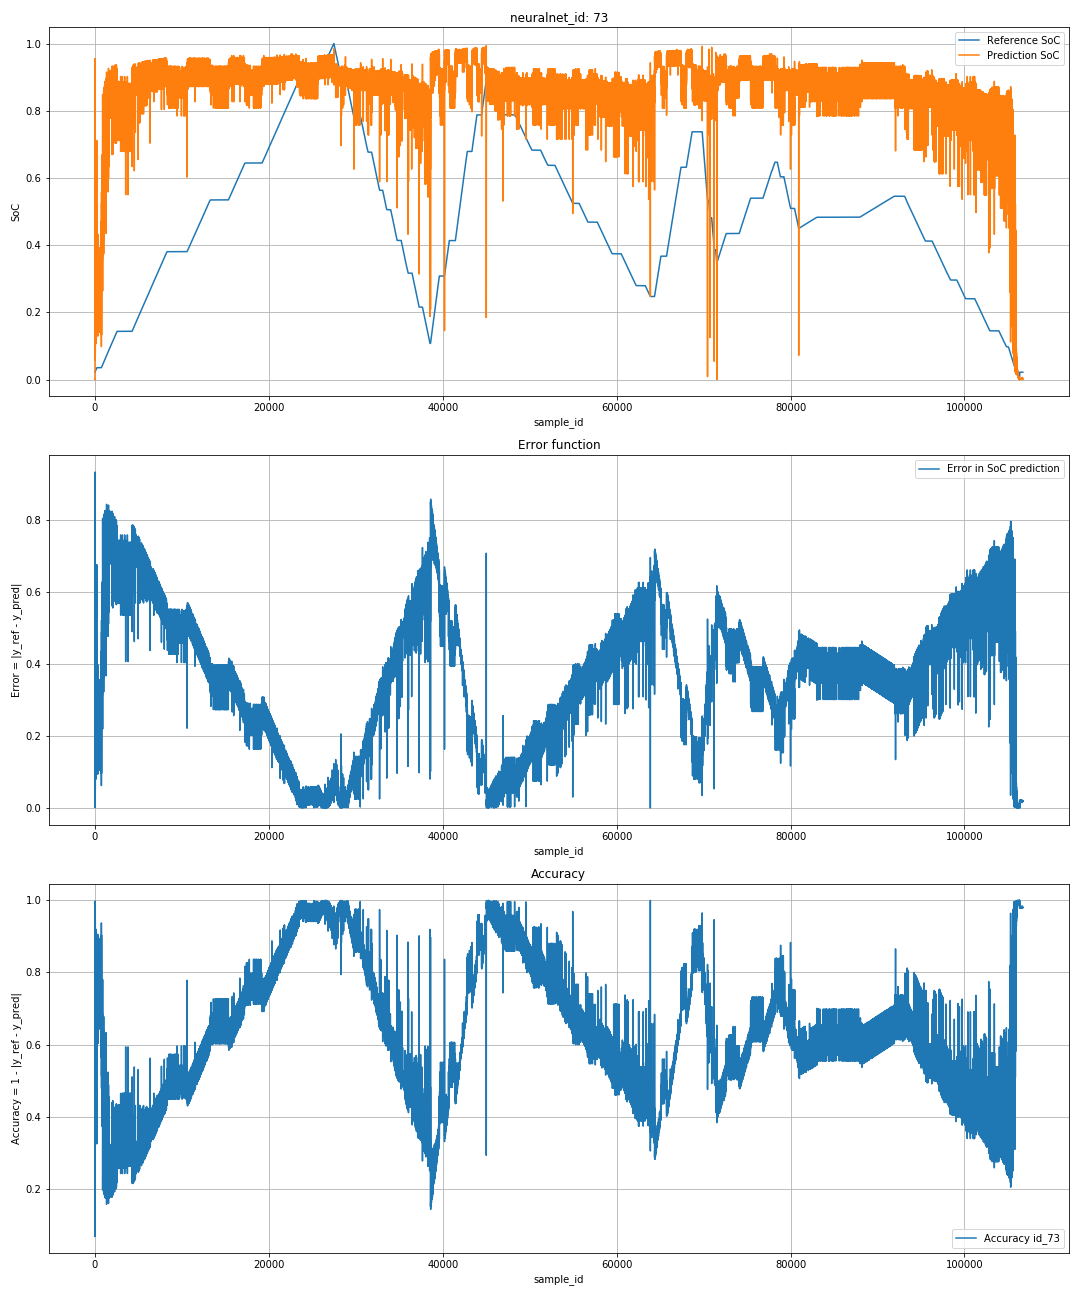 neuralnet_id: 73
Reference SoC
Prediction SoC
SoC
1.0
0.8
0.6
0.4
0.2
0.0
0 20000 40000 60000 80000 100000
sample_id
Error function
Error in SoC prediction
Error = |y_ref - y_pred|
0.8
0.6
0.4
0.2
0.0
0 20000 40000 60000 80000 100000
sample_id
Accuracy
Accuracy = 1 - |y_ref - y_pred|
1.0
0.8
0.6
0.4
0.2
Accuracy id_73
0 20000 40000 60000 80000 100000
sample_id